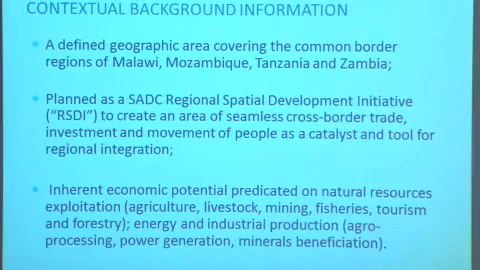 CONTEXTUAL BACKGROUND INFORMATION
A defined geographic area covering the common border
regions of Malawi, Mozambique, Tanzania and Zambia;
Planned as a SADC Regional Spatial Development Initiative
("RSDI") to create an area of seamless cross-border trade,
investment and movement of people as a catalyst and tool for
regional integration;
Inherent economic potential predicated on natural resources
exploitation (agriculture, livestock, mining, fisheries, tourism
and forestry); energy and industrial production (agro-
processing, power generation, minerals beneficiation).